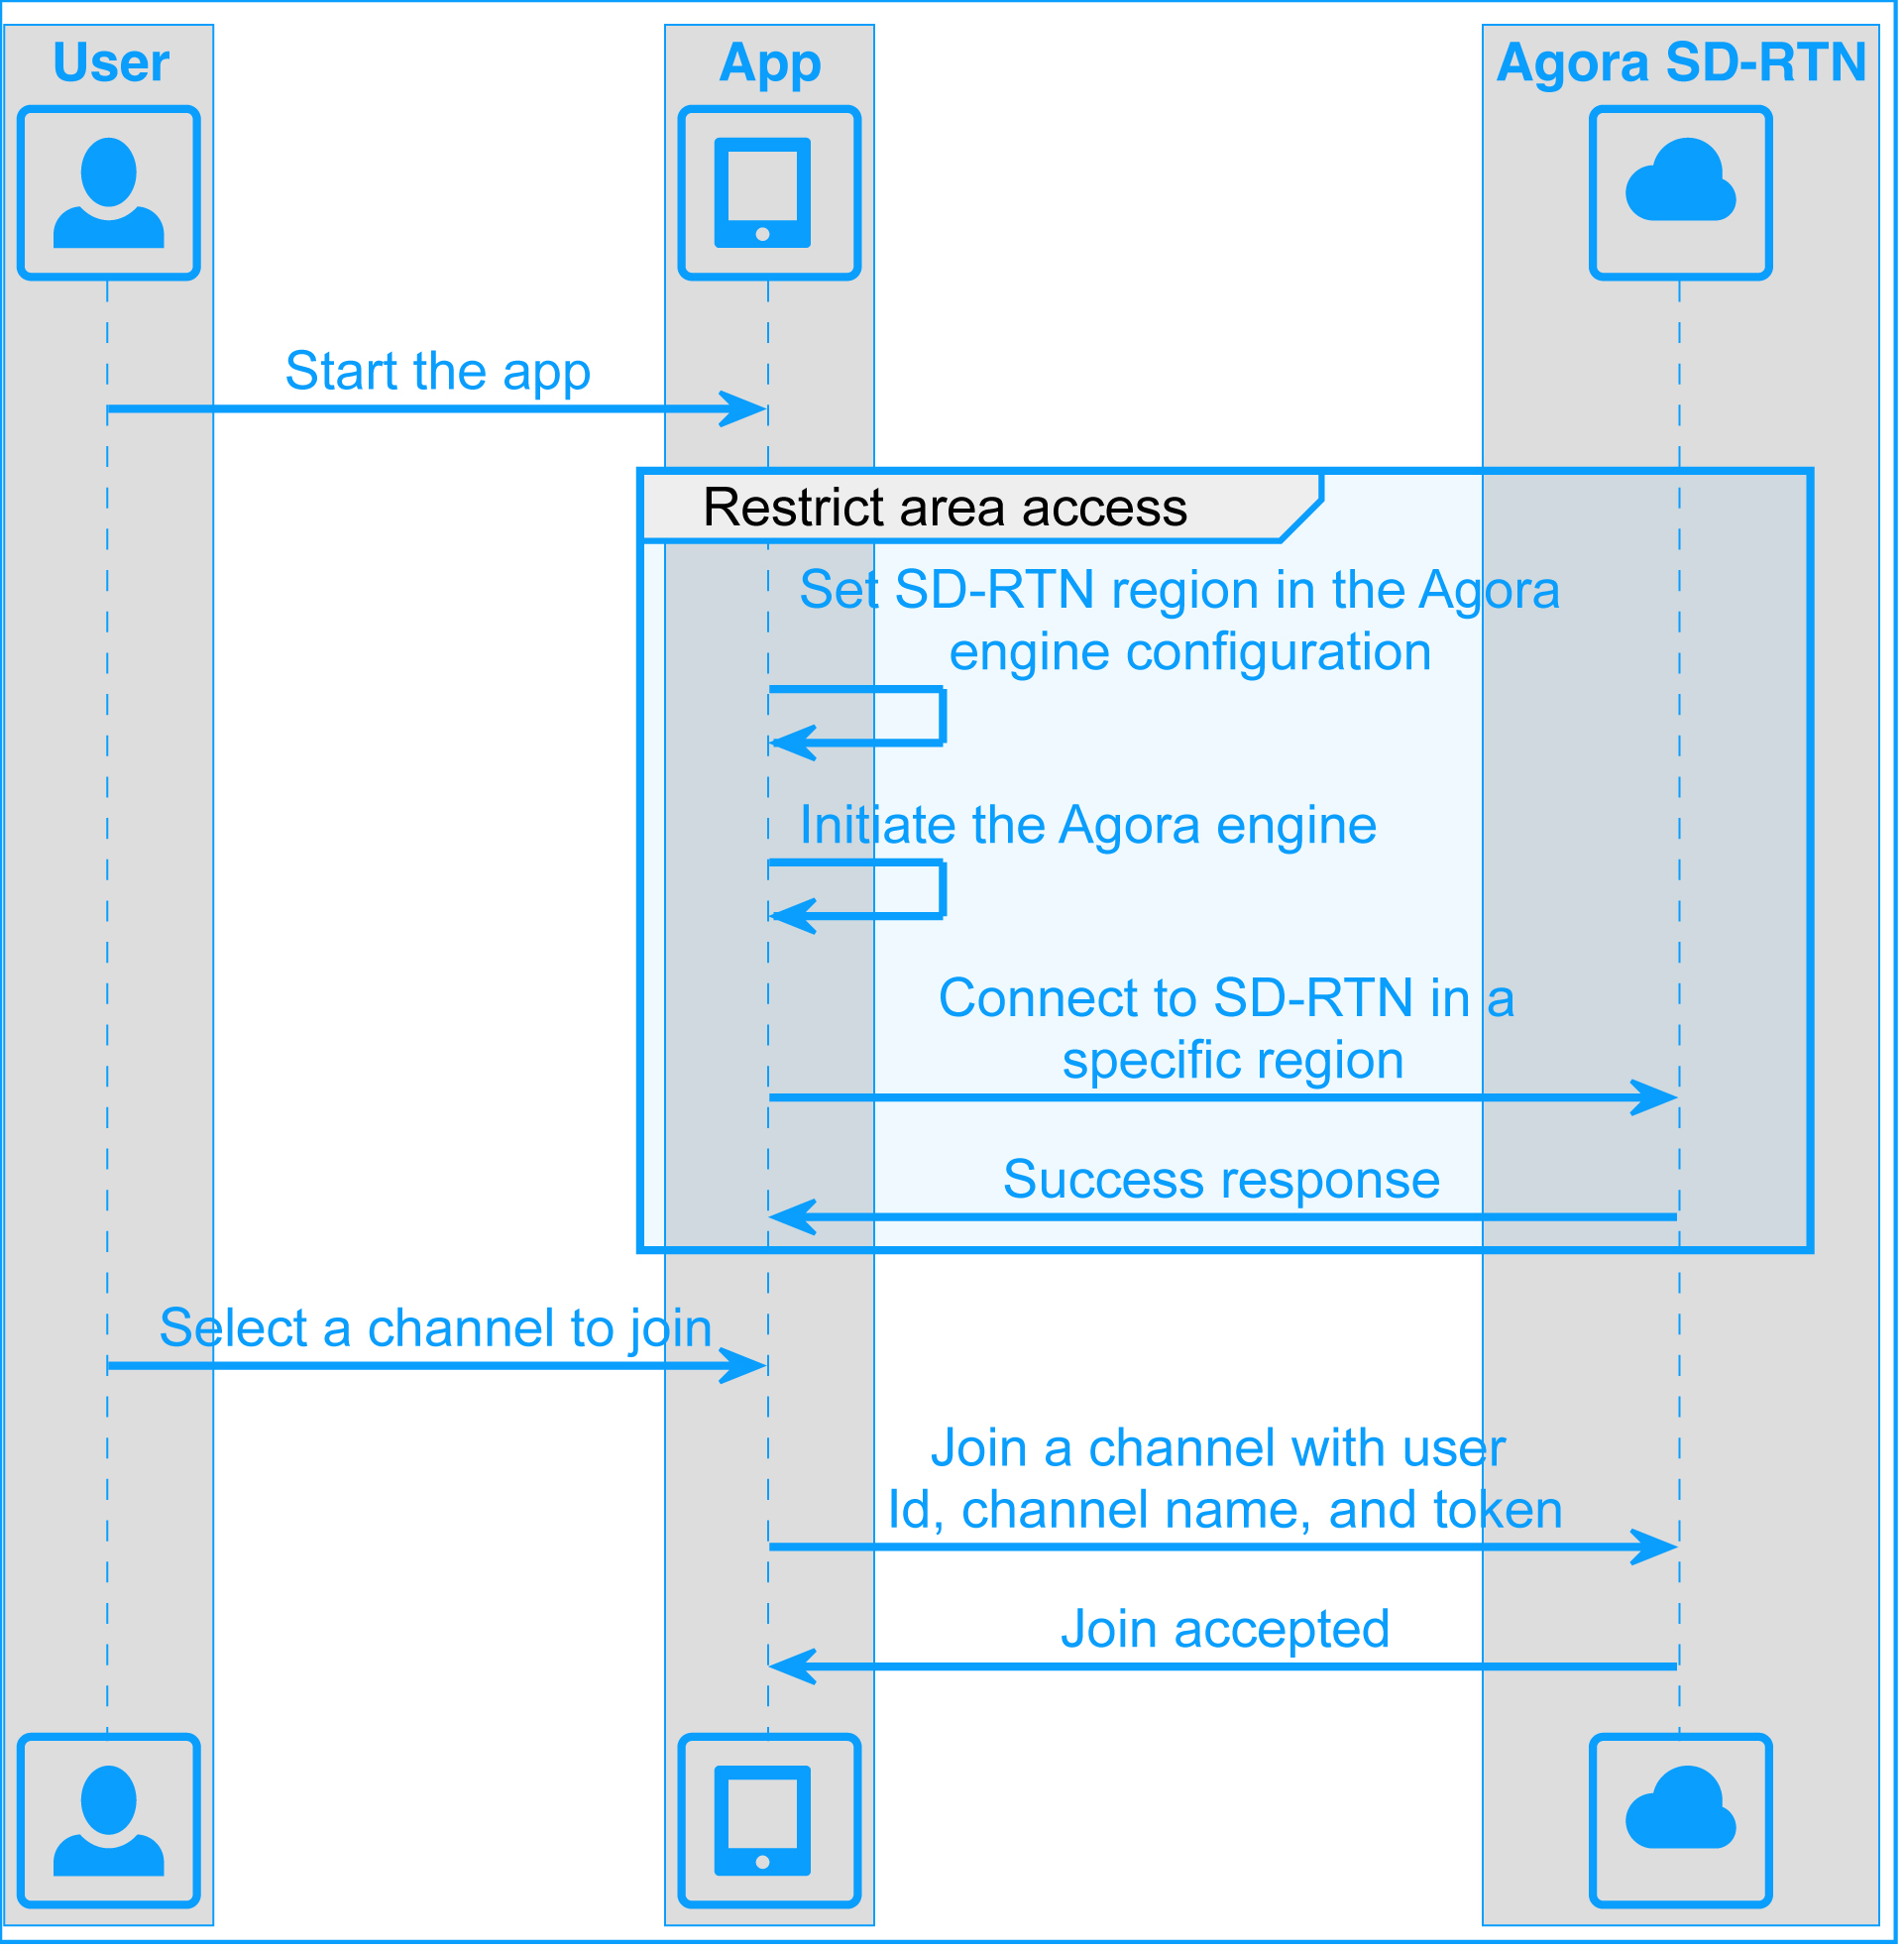 User
App
Agora SD-RTN
Start the app
Restrict area access
Set SD-RTN region in the Agora
engine configuration
Initiate the Agora engine
Connect to SD-RTN in a
specific region
Success response
Select a channel to join
Join a channel with user
Id, channel name, and token
Join accepted